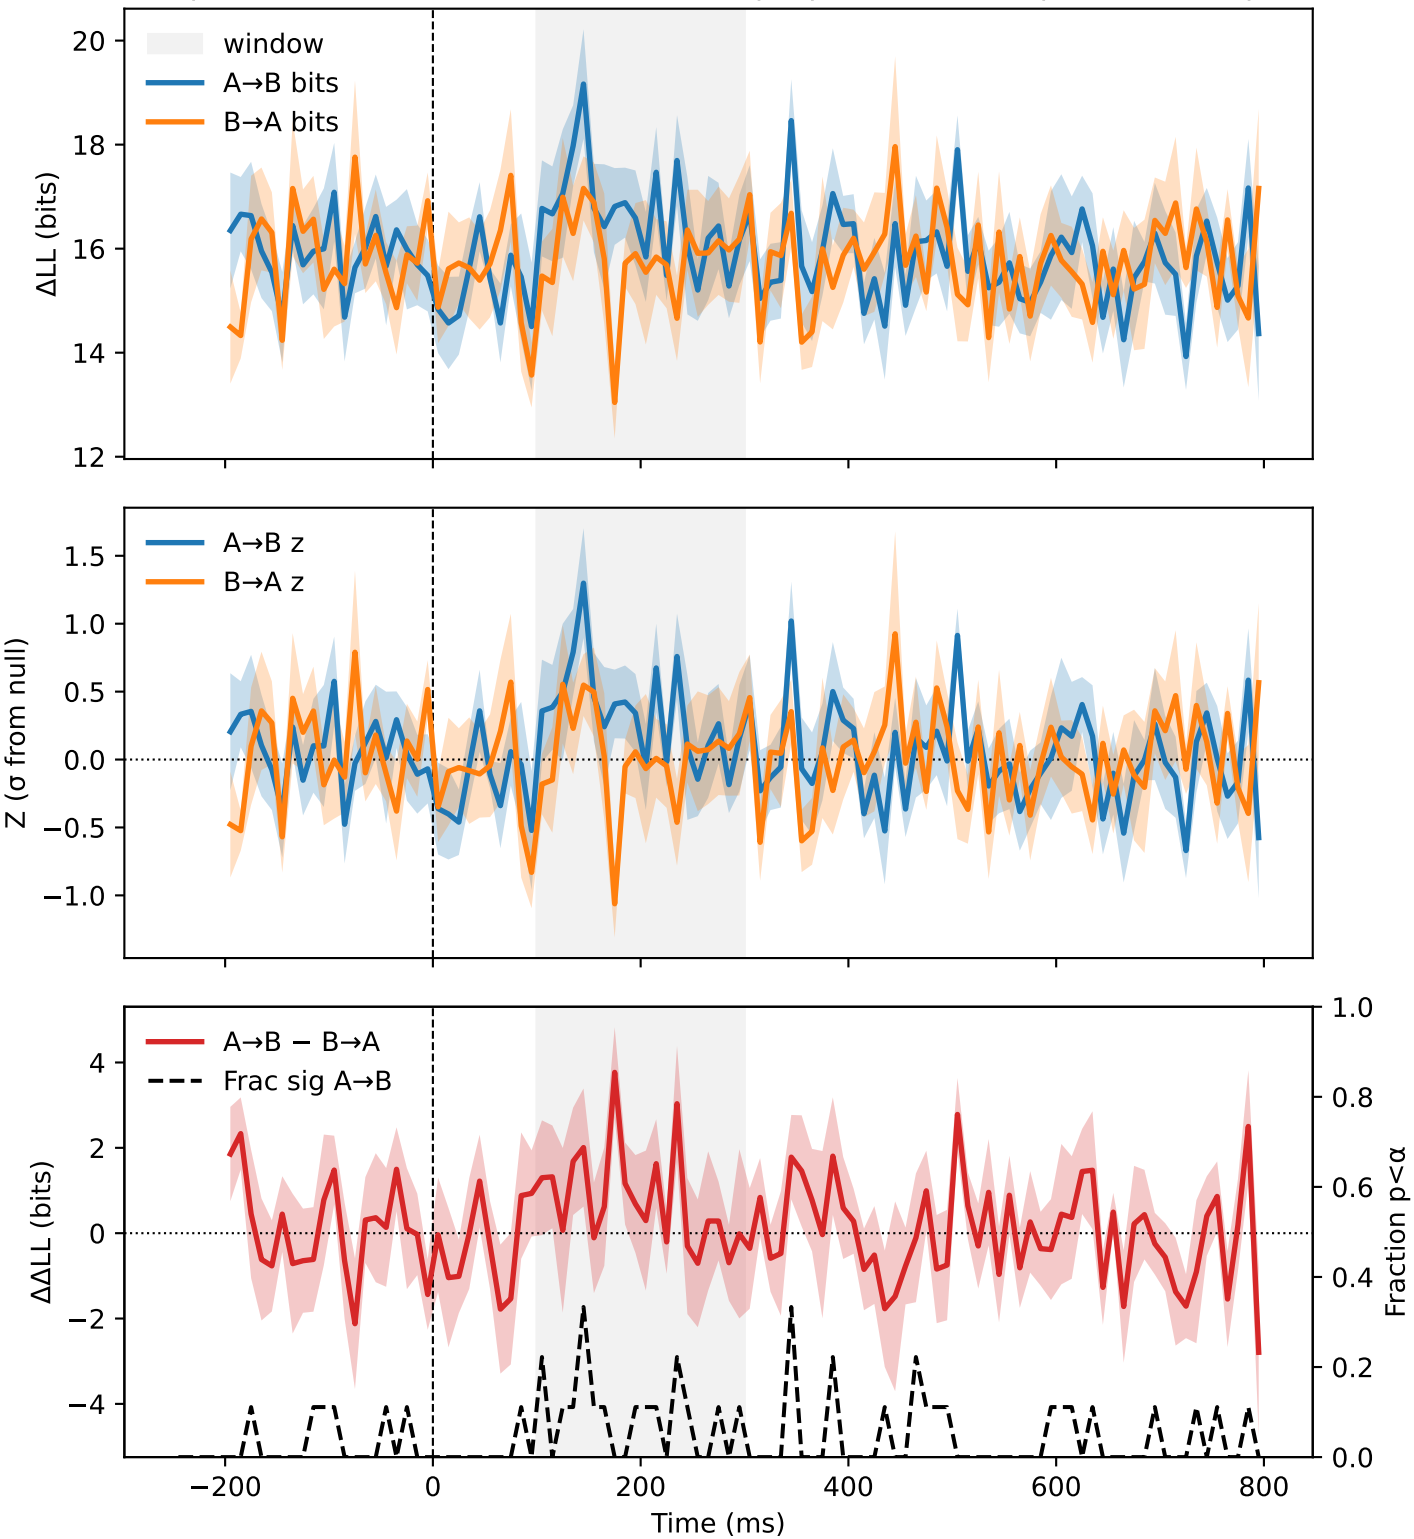 20
18
16
14
12
ΔLL (bits)
window
A→B bits
B→A bits
1.5
1.0
0.5
0.0
−0.5
−1.0
Z (σ from null)
A→B z
B→A z
4
2
0
−2
−4
ΔΔLL (bits)
A→B − B→A
Frac sig A→B
1.0
0.8
0.6
0.4
0.2
0.0
Fraction p<α
−200 0 200 400 600 800
Time (ms)